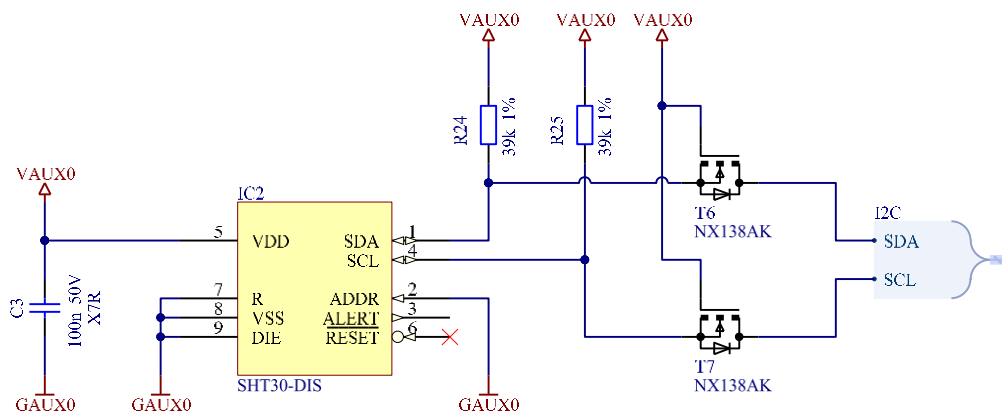 VAUX0
VAUX0
VAUX0
R24
39k 1%
R25
39k 1%
VAUX0
IC2
T6
NX138AK
I2C
5
VDD
SDA
1
SDA
SCL
4
SCL
7
R
ADDR
2
C3
100n 50V
X7R
8
VSS
ALERT
3
9
DIE
RESET
6
T7
NX138AK
SHT30-DIS
GAUX0
GAUX0
GAUX0